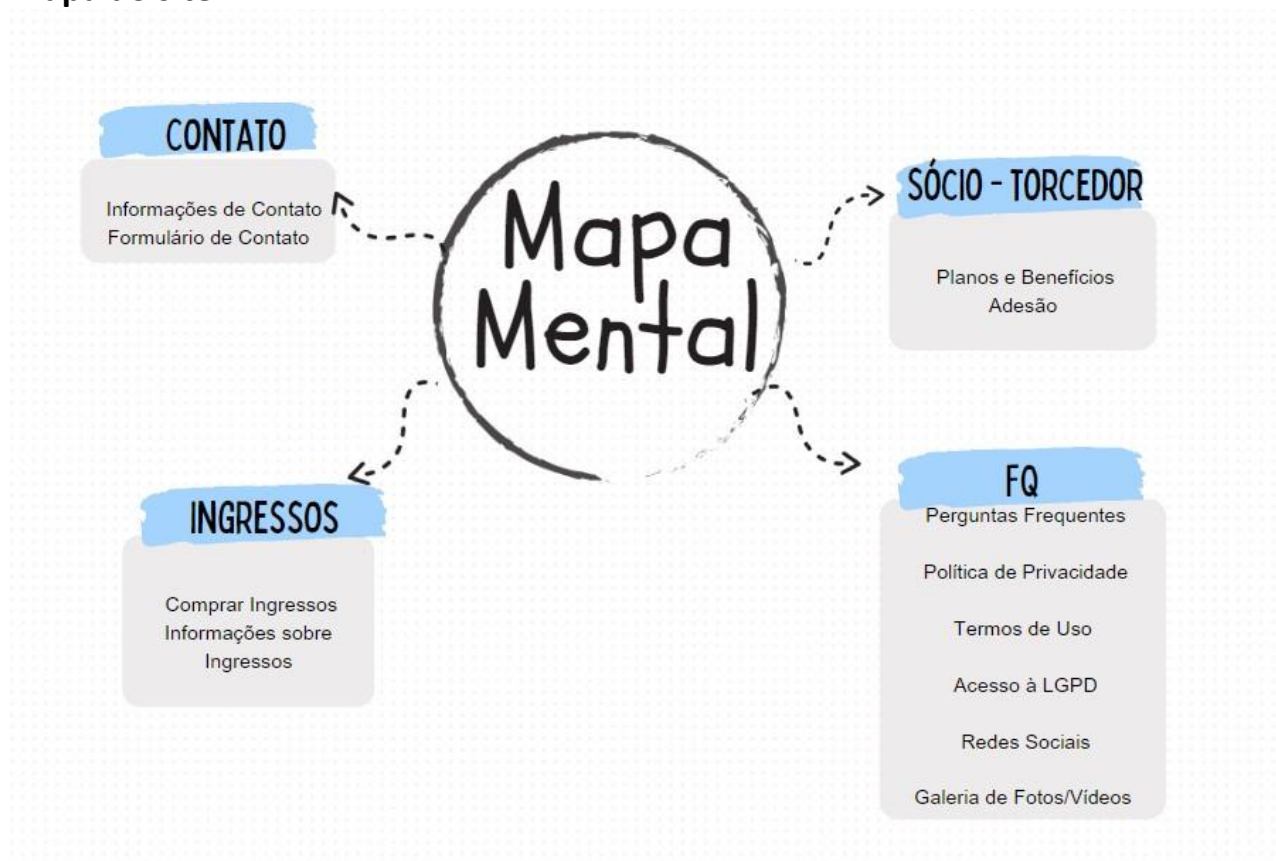 CONTATO
Informações de Contato
Formulário de Contato
Mapa
Mental
SÓCIO - TORCEDOR
Planos e Benefícios
Adesão
INGRESSOS
Comprar Ingressos
Informações sobre
Ingressos
FQ
Perguntas Frequentes
Política de Privacidade
Termos de Uso
Acesso à LGPD
Redes Sociais
Galeria de Fotos/Vídeos